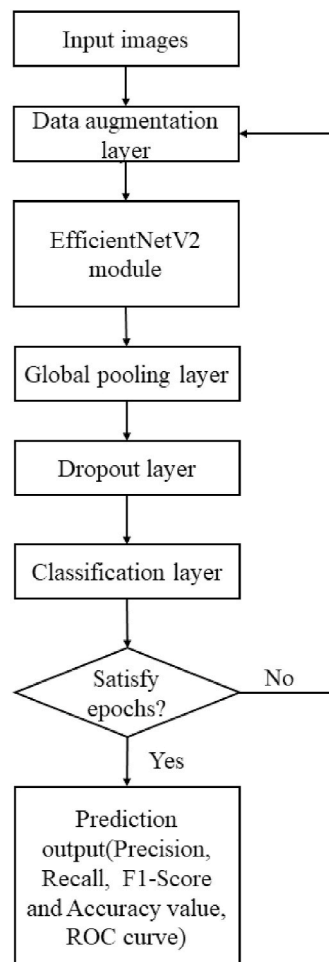 Input images
Data augmentation
layer
EfficientNetV2
module
Global pooling layer
Dropout layer
Classification layer
Satisfy
epochs?
No
Yes
Prediction
output(Precision,
Recall, F1-Score
and Accuracy value,
ROC curve)